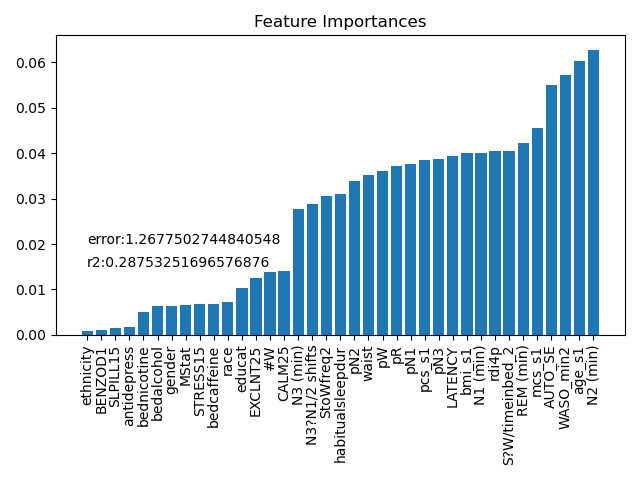 Feature Importances
0.06
0.05
0.04
0.03
0.02
0.01
0.00
error:1.2677502744840548
r2:0.28753251696576876
ethnicity
BENZOD1
SLPILL15
antidepress
bednicotine
bedalcohol
gender
MStat
STRESS15
bedcaffeine
race
educat
EXCLNT25
#W
CALM25
N3 (min)
N3?N1/2 shifts
StoWfreq2
habitualsleepdur
pN2
waist
pW
pR
pN1
pcs_s1
pN3
LATENCY
bmi_s1
N1 (min)
rdi4p
S?W/timeinbed_2
REM (min)
mcs_s1
AUTO_SE
WASO_min2
age_s1
N2 (min)